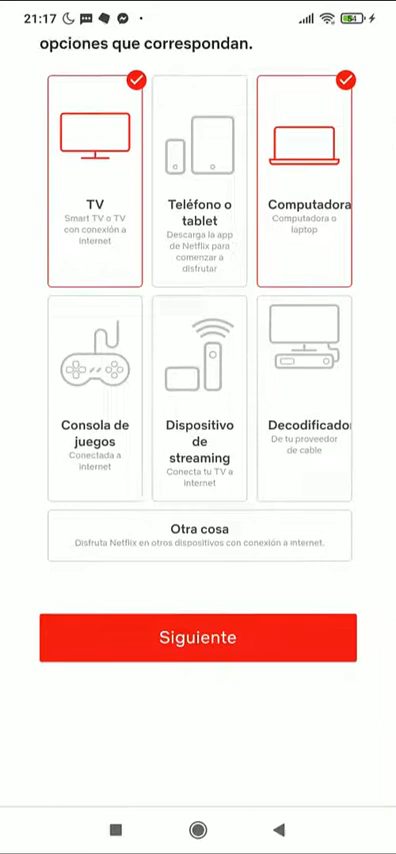 21:17
54
opciones que correspondan.
TV
Smart TV o TV
con conexión a
internet
Teléfono o
tablet
Descarga la app
de Netflix para
comenzar a
disfrutar
Computadora
Computadora o
laptop
Consola de
juegos
Conectada a
internet
Dispositivo
de
streaming
Conecta tu TV a
internet
Decodificado
De tu proveedor
de cable
Otra cosa
Disfruta Netflix en otros dispositivos con conexión a internet.
Siguiente